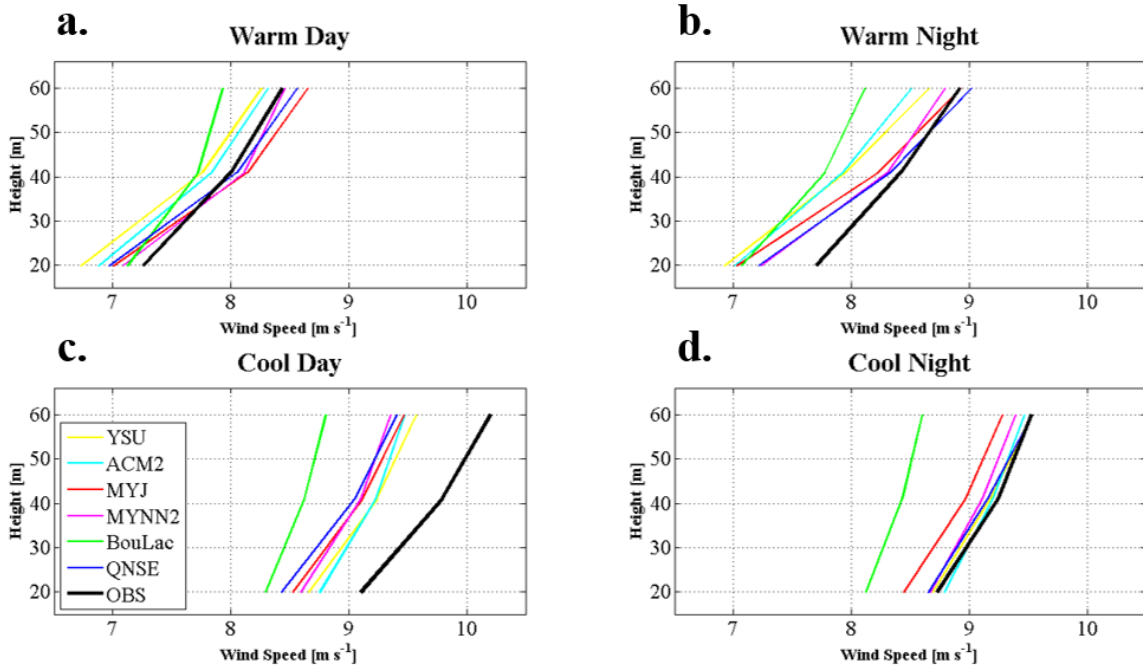 a.
Warm Day
Height [m]
60
50
40
30
20
7
8
9
10
Wind Speed [m s-1]
b.
Warm Night
Height [m]
60
50
40
30
20
7
8
9
10
Wind Speed [m s-1]
c.
Cool Day
Height [m]
60
50
40
30
20
YSU
ACM2
MYJ
MYNN2
BouLac
QNSE
OBS
7
8
9
10
Wind Speed [m s-1]
d.
Cool Night
Height [m]
60
50
40
30
20
7
8
9
10
Wind Speed [m s-1]